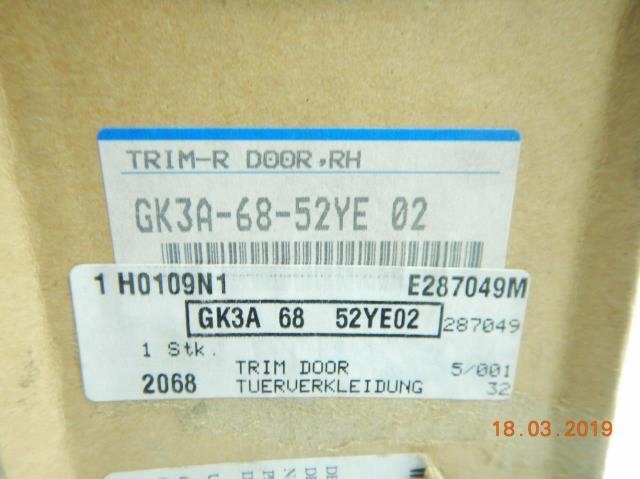 TRIM-R DOOR,RH
GK3A-68-52YE 02
1 H0109N1 E287049M
GK3A 68 52YE02 287049
1 Stk. TRIM DOOR 5/001
2068 TUERVERKLEIDUNG 32
18.03.2019